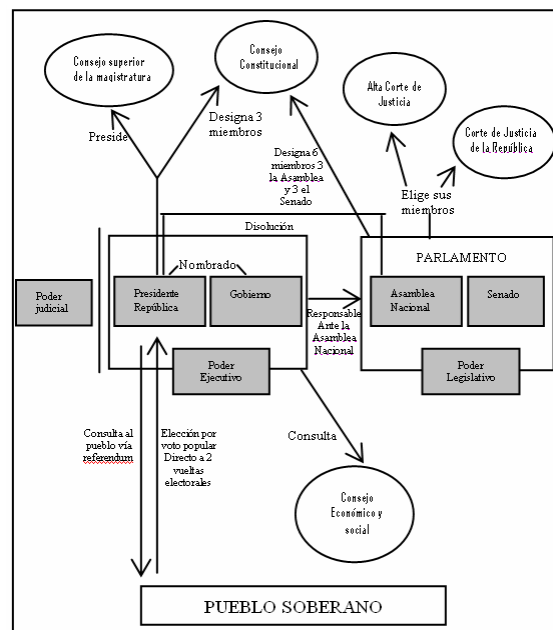 Consejo superior
de la magistratura
Consejo
Constitucional
Alta Corte de
Justicia
Corte de Justicia
de la República
Preside
Designa 3
miembros
Designa 6
miembros 3
la Asamblea
y 3 el
Senado
Elige sus
miembros
Disolución
PARLAMENTO
Nombrado
Poder
judicial
Presidente
República
Gobierno
Responsable
Ante la
Asamblea
Nacional
Asamblea
Nacional
Senado
Poder
Ejecutivo
Poder
Legislativo
Consulta al
pueblo vía
referendum
Elección por
voto popular
Directo a 2
vueltas
electorales
Consulta
Consejo
Económico y
social
PUEBLO SOBERANO